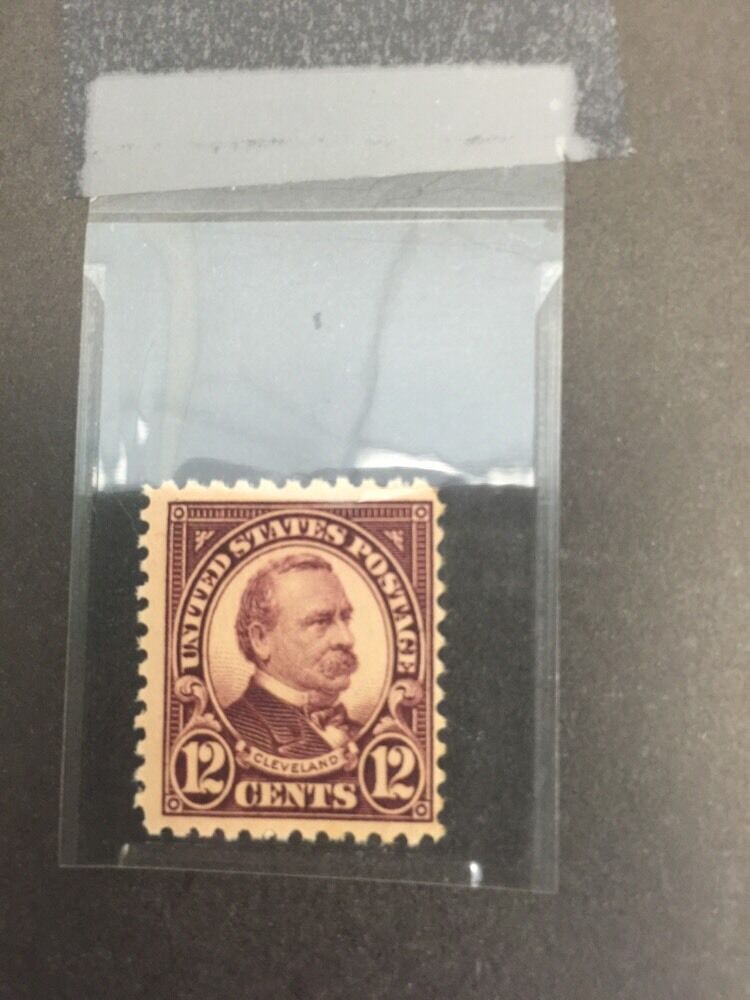 UNITED STATES POSTAGE
CLEVELAND
12 CENTS 12